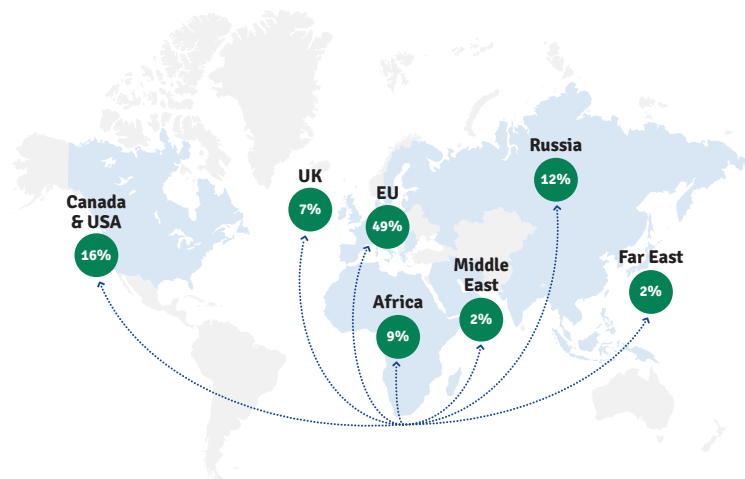 Canada
& USA
16%
UK
7%
EU
49%
Africa
9%
Middle
East
2%
Russia
12%
Far East
2%